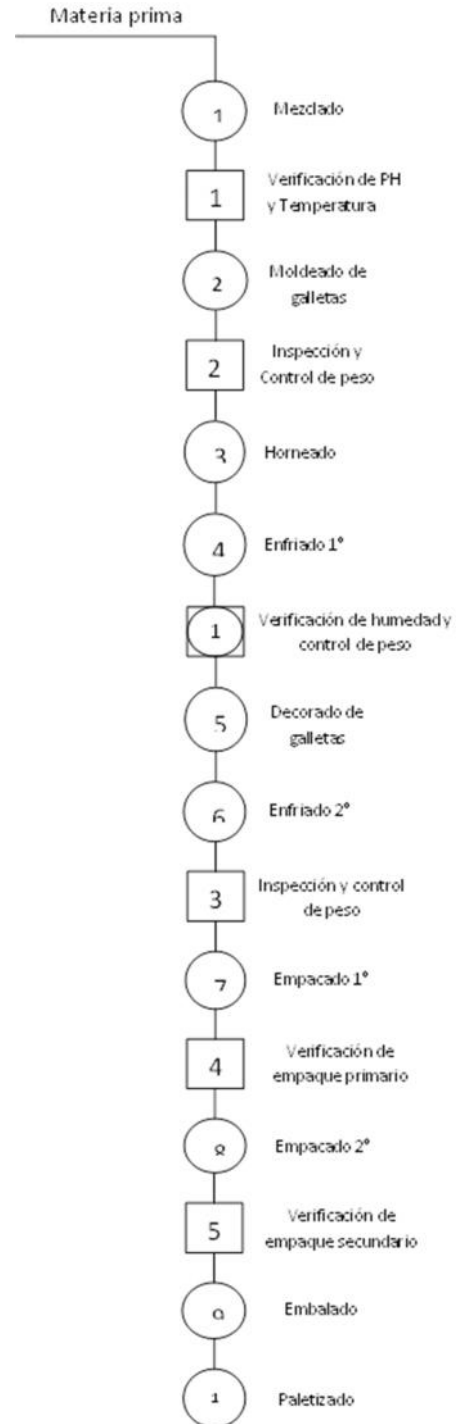 Materia prima
1
Mezclado
1
Verificación de PH
y Temperatura
2
Moldeado de
galletas
2
Inspección y
Control de peso
3
Horneado
4
Enfriado 1°
1
Verificación de humedad y
control de peso
5
Decorado de
galletas
6
Enfriado 2°
3
Inspección y control
de peso
7
Empacado 1°
4
Verificación de
empaque primario
8
Empacado 2°
5
Verificación de
empaque secundario
9
Embalado
1
Paletizado